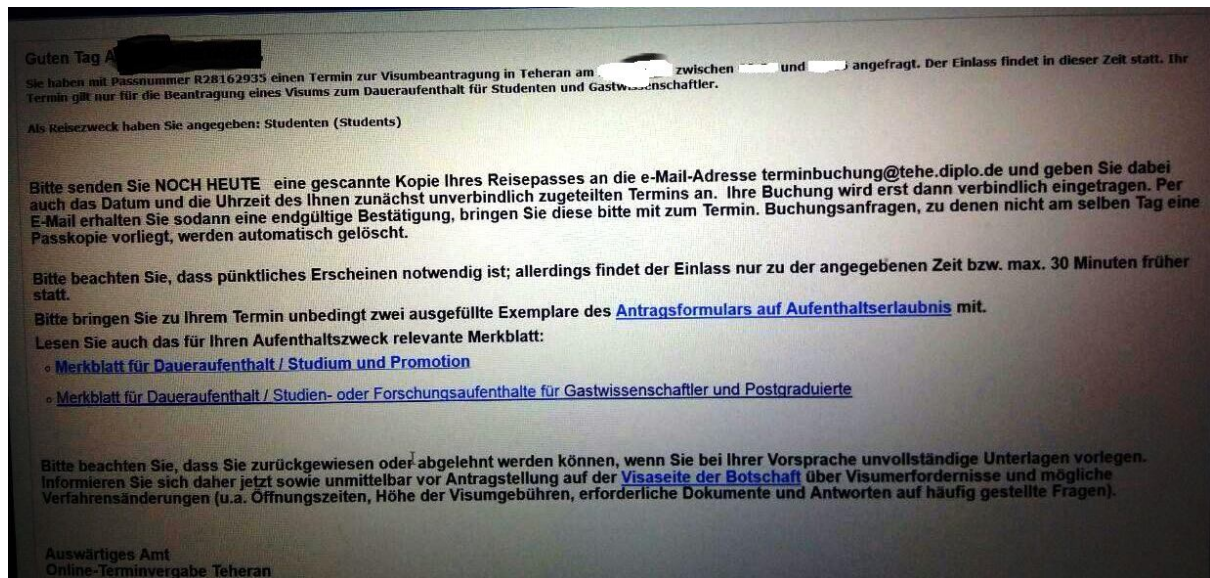 Guten Tag A
Sie haben mit Passnummer R28162935 einen Termin zur Visumbeantragung in Teheran am zwischen und angefragt. Der Einlass findet in dieser Zeit statt. Ihr
Termin gilt nur für die Beantragung eines Visums zum Daueraufenthalt für Studenten und Gastwissenschaftler.
Als Reisezweck haben Sie angegeben: Studenten (Students)
Bitte senden Sie NOCH HEUTE eine gescannte Kopie Ihres Reisepasses an die e-Mail-Adresse terminbuchung@tehe.diplo.de und geben Sie dabei
auch das Datum und die Uhrzeit des Ihnen zunächst unverbindlich zugeteilten Termins an. Ihre Buchung wird erst dann verbindlich eingetragen. Per
E-Mail erhalten Sie sodann eine endgültige Bestätigung, bringen Sie diese bitte mit zum Termin. Buchungsanfragen, zu denen nicht am selben Tag eine
Passkopie vorliegt, werden automatisch gelöscht.
Bitte beachten Sie, dass pünktliches Erscheinen notwendig ist; allerdings findet der Einlass nur zu der angegebenen Zeit bzw. max. 30 Minuten früher
statt.
Bitte bringen Sie zu Ihrem Termin unbedingt zwei ausgefüllte Exemplare des Antragsformulars auf Aufenthaltserlaubnis mit.
Lesen Sie auch das für Ihren Aufenthaltszweck relevante Merkblatt:
◦ Merkblatt für Daueraufenthalt / Studium und Promotion
◦ Merkblatt für Daueraufenthalt / Studien- oder Forschungsaufenthalte für Gastwissenschaftler und Postgraduierte
Bitte beachten Sie, dass Sie zurückgewiesen oder abgelehnt werden können, wenn Sie bei Ihrer Vorsprache unvollständige Unterlagen vorlegen.
Informieren Sie sich daher jetzt sowie unmittelbar vor Antragstellung auf der Visaseite der Botschaft über Visumerfordernisse und mögliche
Verfahrensänderungen (u.a. Öffnungszeiten, Höhe der Visumgebühren, erforderliche Dokumente und Antworten auf häufig gestellte Fragen).
Auswärtiges Amt
Online-Terminvergabe Teheran